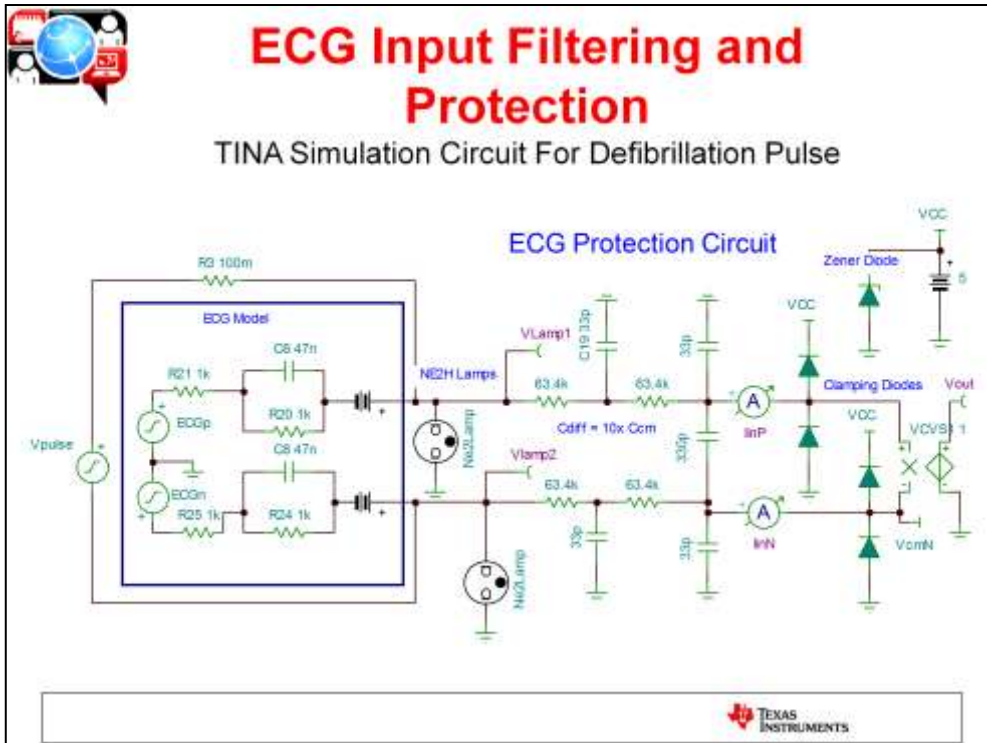 ECG Input Filtering and
Protection
TINA Simulation Circuit For Defibrillation Pulse
VCC
ECG Protection Circuit
Zener Diode
R3 100m
5
ECG Model
VLamp1
C19 33p
33p
VCC
C6 47n
NE2H Lamps
R21 1k
63.4k
63.4k
Clamping Diodes
Vout
A
R20 1k
ECGp
Cdiff = 10x Ccm
IinP
VCC
VCVS1 1
Vpulse
Ne2Lamp
330p
C8 47n
Vlamp2
ECGn
63.4k
63.4k
A
R25 1k
R24 1k
33p
33p
IinN
VcmN
Ne2Lamp
TEXAS
INSTRUMENTS